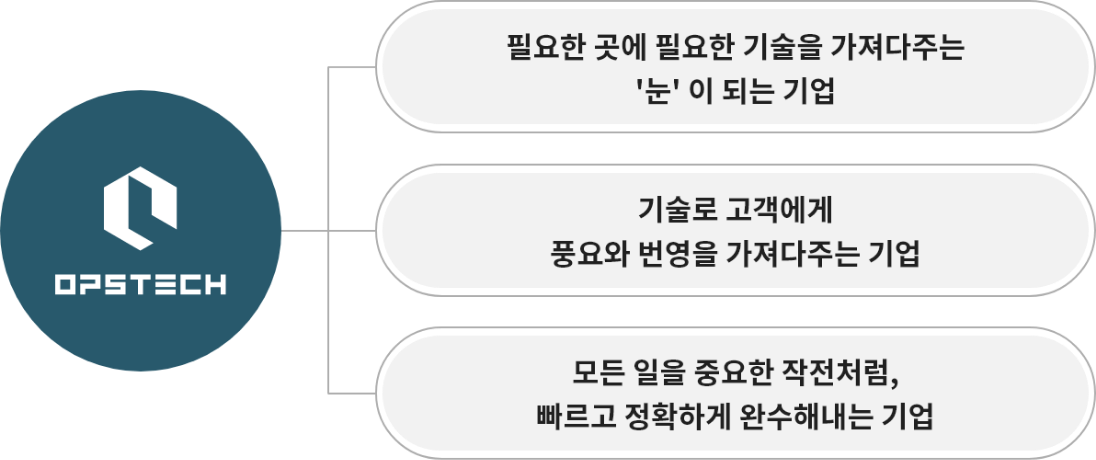 OPSTECH
필요한 곳에 필요한 기술을 가져다주는
'눈' 이 되는 기업
기술로 고객에게
풍요와 번영을 가져다주는 기업
모든 일을 중요한 작전처럼,
빠르고 정확하게 완수해내는 기업